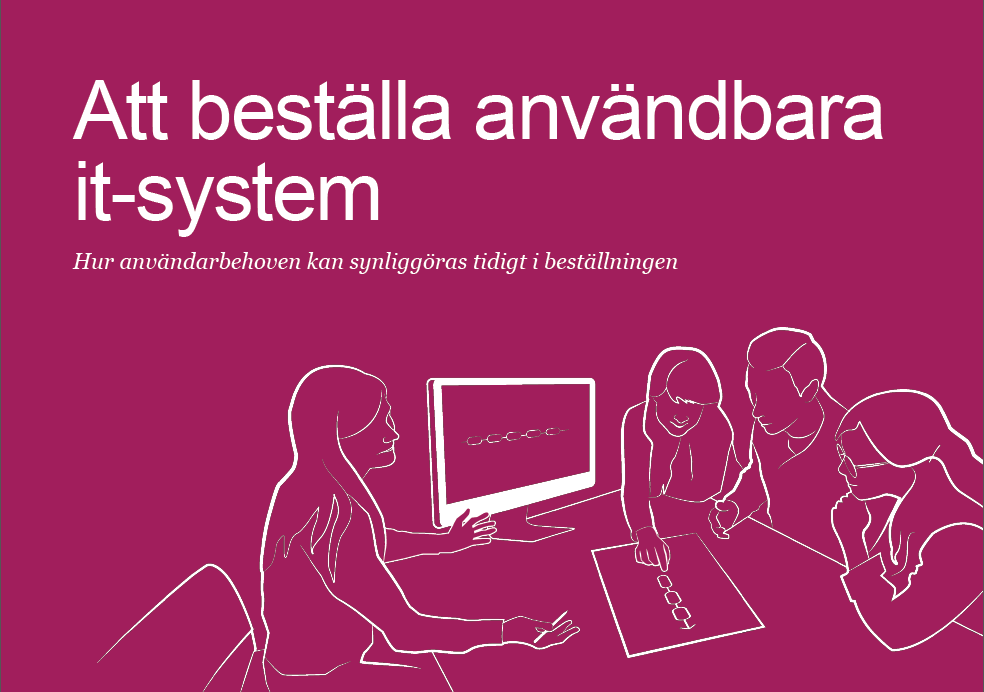 Att beställa användbara
it-system
Hur användarbehoven kan synliggöras tidigt i beställningen